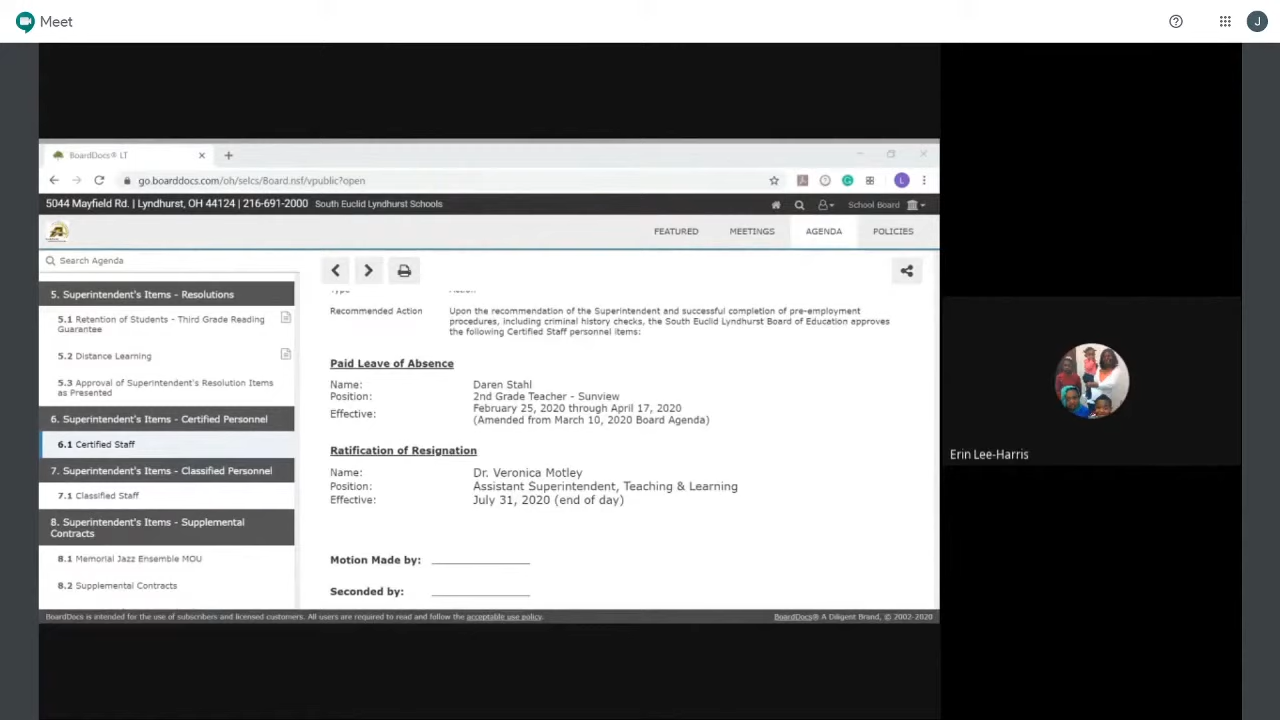 Meet
J
BoardDocs® LT
go.boarddocs.com/oh/selcs/Board.nsf/vpublic?open
L
5044 Mayfield Rd. | Lyndhurst, OH 44124 | 216-691-2000 South Euclid Lyndhurst Schools
School Board
FEATURED MEETINGS AGENDA POLICIES
Search Agenda
5. Superintendent's Items - Resolutions
5.1 Retention of Students - Third Grade Reading
Guarantee
5.2 Distance Learning
5.3 Approval of Superintendent's Resolution Items
as Presented
6. Superintendent's Items - Certified Personnel
6.1 Certified Staff
7. Superintendent's Items - Classified Personnel
7.1 Classified Staff
8. Superintendent's Items - Supplemental
Contracts
8.1 Memorial Jazz Ensemble MOU
8.2 Supplemental Contracts
Type Action
Recommended Action Upon the recommendation of the Superintendent and successful completion of pre-employment
procedures, including criminal history checks, the South Euclid Lyndhurst Board of Education approves
the following Certified Staff personnel items:
Paid Leave of Absence
Name: Daren Stahl
Position: 2nd Grade Teacher - Sunview
Effective: February 25, 2020 through April 17, 2020
(Amended from March 10, 2020 Board Agenda)
Ratification of Resignation
Name: Dr. Veronica Motley
Position: Assistant Superintendent, Teaching & Learning
Effective: July 31, 2020 (end of day)
Motion Made by:
Seconded by:
BoardDocs is intended for the use of subscribers and licensed customers. All users are required to read and follow the acceptable use policy.
BoardDocs® A Diligent Brand, © 2002-2020
Erin Lee-Harris